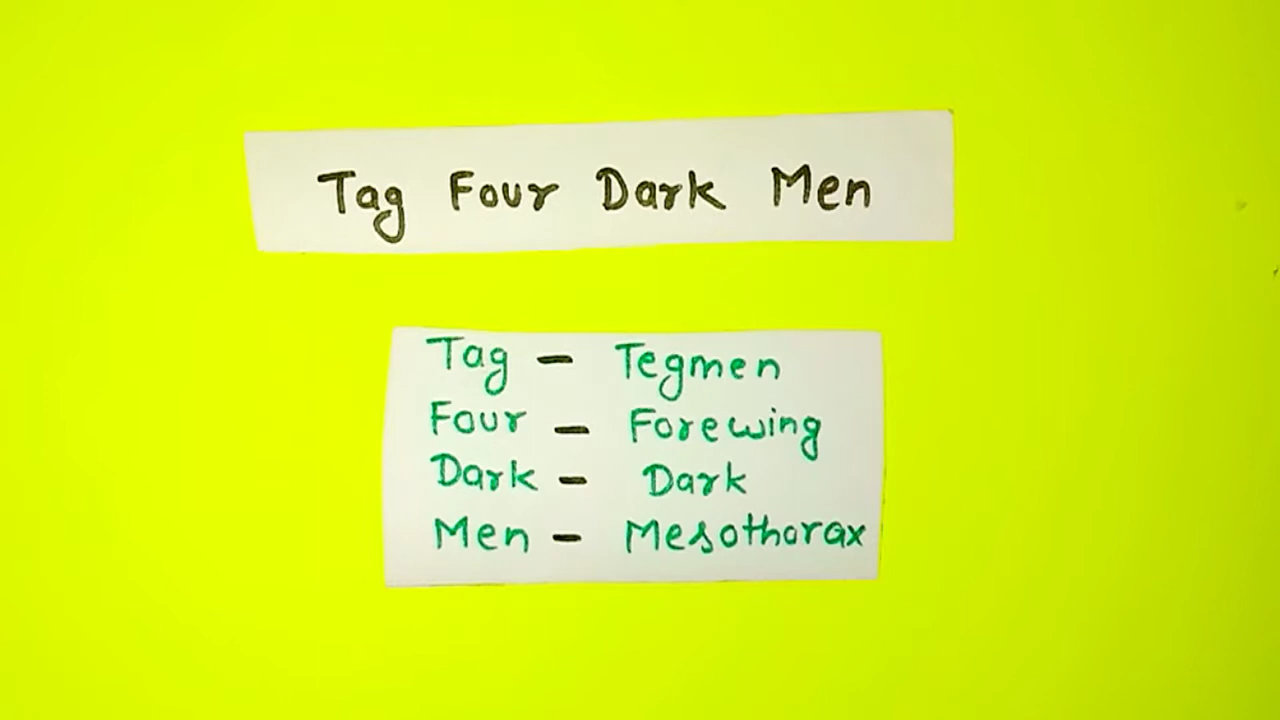 Tag Four Dark Men
Tag - Tegmen
Four - Forewing
Dark - Dark
Men - Mesothorax